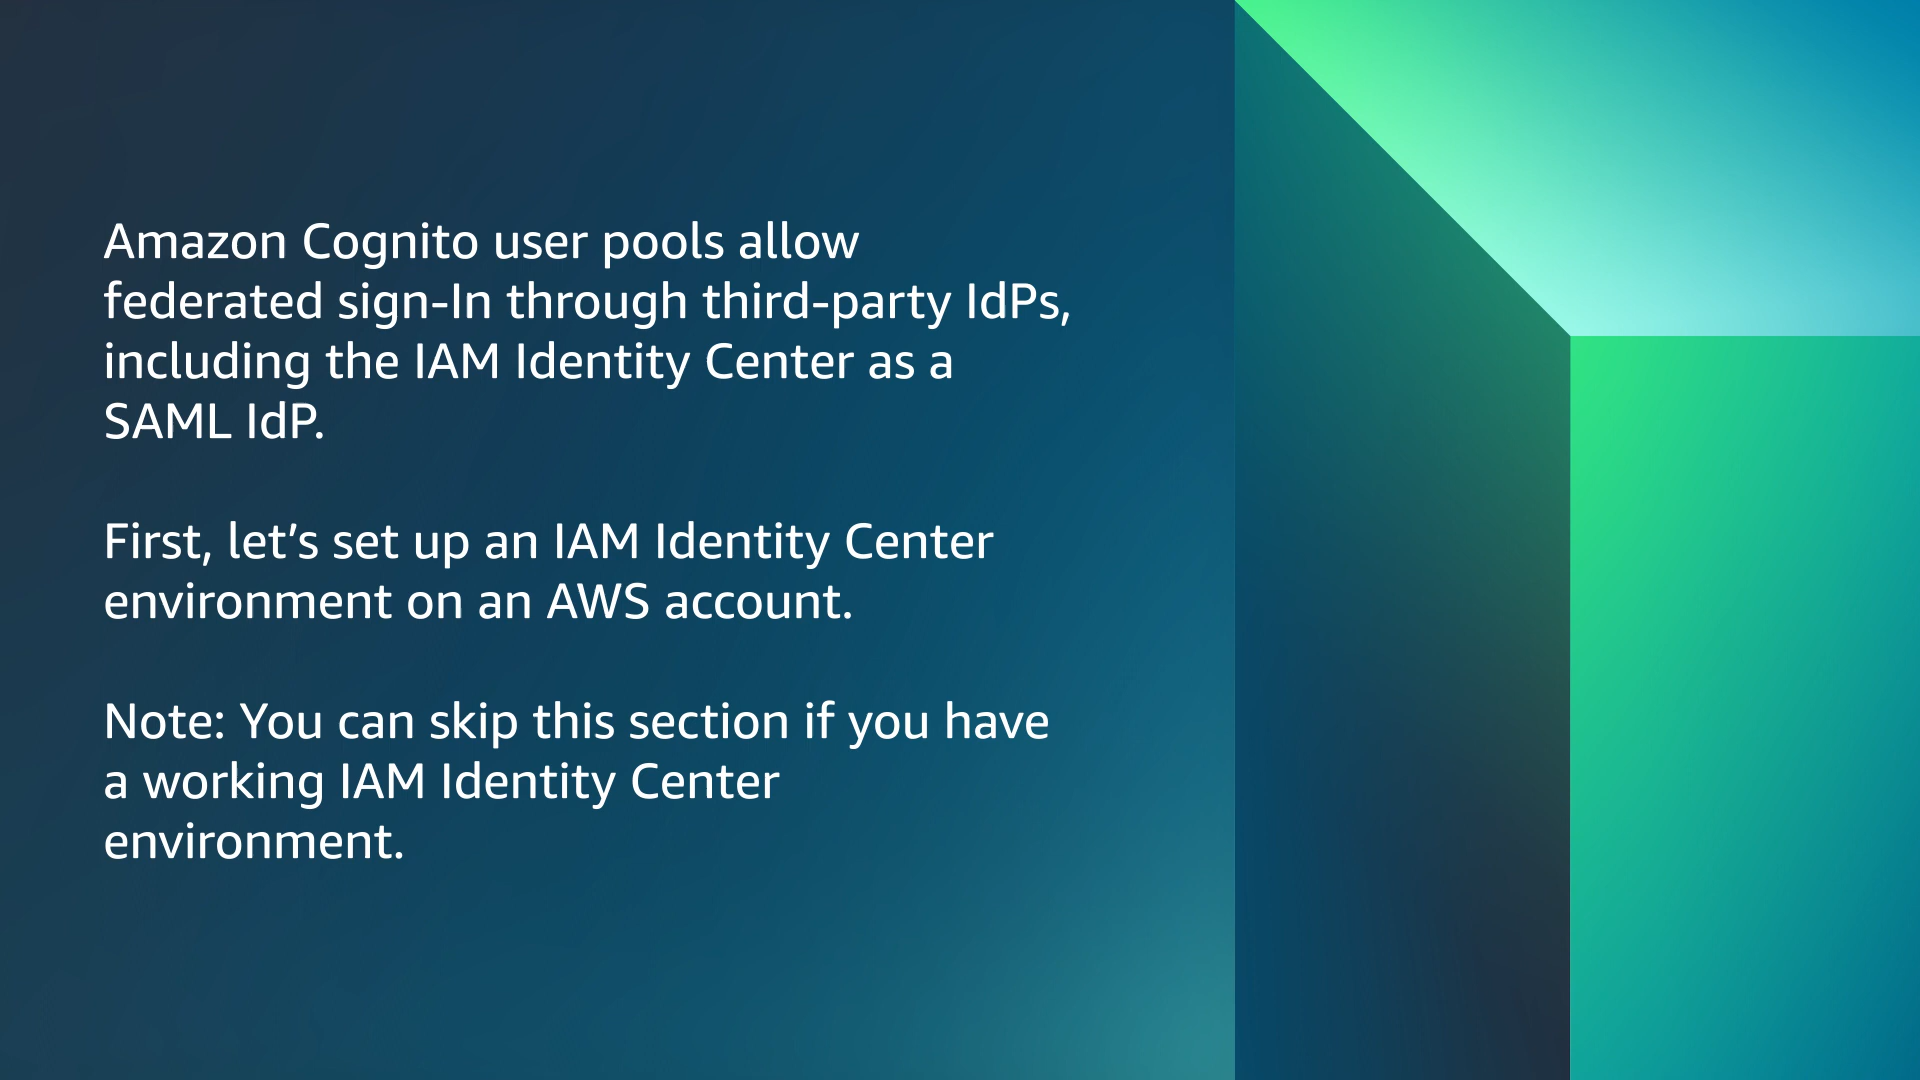 Amazon Cognito user pools allow
federated sign-In through third-party IdPs,
including the IAM Identity Center as a
SAML IdP.
First, let’s set up an IAM Identity Center
environment on an AWS account.
Note: You can skip this section if you have
a working IAM Identity Center
environment.